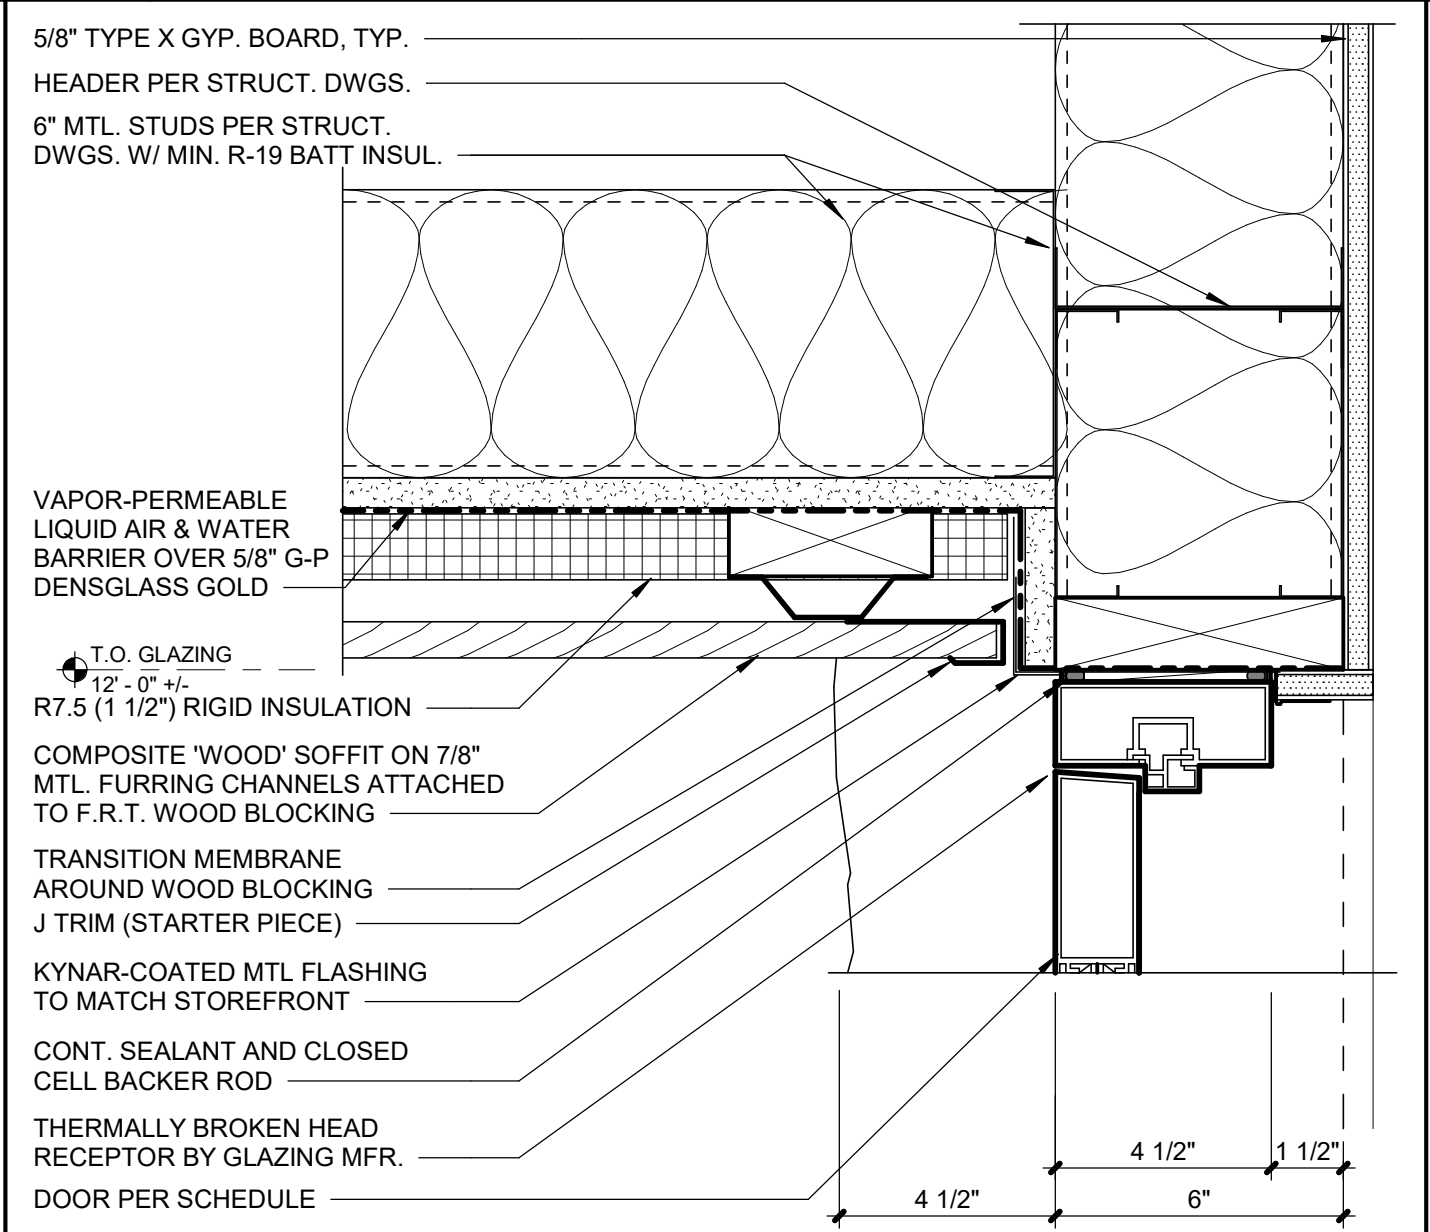 5/8" TYPE X GYP. BOARD, TYP.
HEADER PER STRUCT. DWGS.
6" MTL. STUDS PER STRUCT.
DWGS. W/ MIN. R-19 BATT INSUL.
VAPOR-PERMEABLE
LIQUID AIR & WATER
BARRIER OVER 5/8" G-P
DENSGLASS GOLD
T.O. GLAZING
12' - 0" +/-
R7.5 (1 1/2") RIGID INSULATION
COMPOSITE 'WOOD' SOFFIT ON 7/8"
MTL. FURRING CHANNELS ATTACHED
TO F.R.T. WOOD BLOCKING
TRANSITION MEMBRANE
AROUND WOOD BLOCKING
J TRIM (STARTER PIECE)
KYNAR-COATED MTL FLASHING
TO MATCH STOREFRONT
CONT. SEALANT AND CLOSED
CELL BACKER ROD
THERMALLY BROKEN HEAD
RECEPTOR BY GLAZING MFR.
DOOR PER SCHEDULE
4 1/2" 1 1/2"
4 1/2" 6"